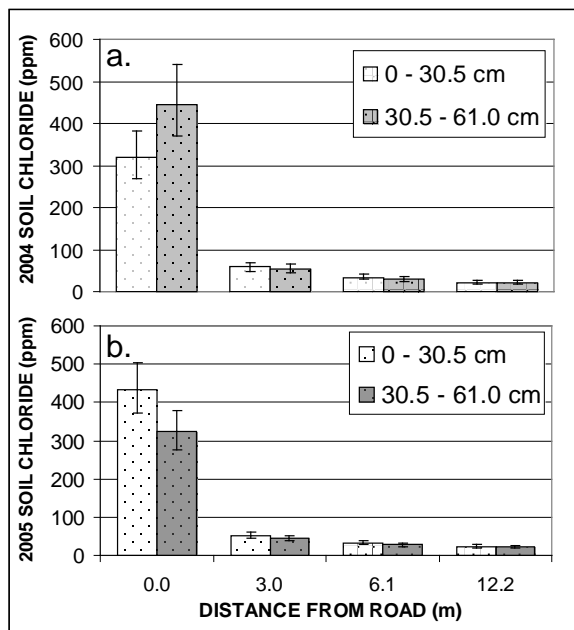 a.
2004 SOIL CHLORIDE (ppm)
600
500
400
300
200
100
0
0 - 30.5 cm
30.5 - 61.0 cm
b.
2005 SOIL CHLORIDE (ppm)
600
500
400
300
200
100
0
0 - 30.5 cm
30.5 - 61.0 cm
0.0 3.0 6.1 12.2
DISTANCE FROM ROAD (m)